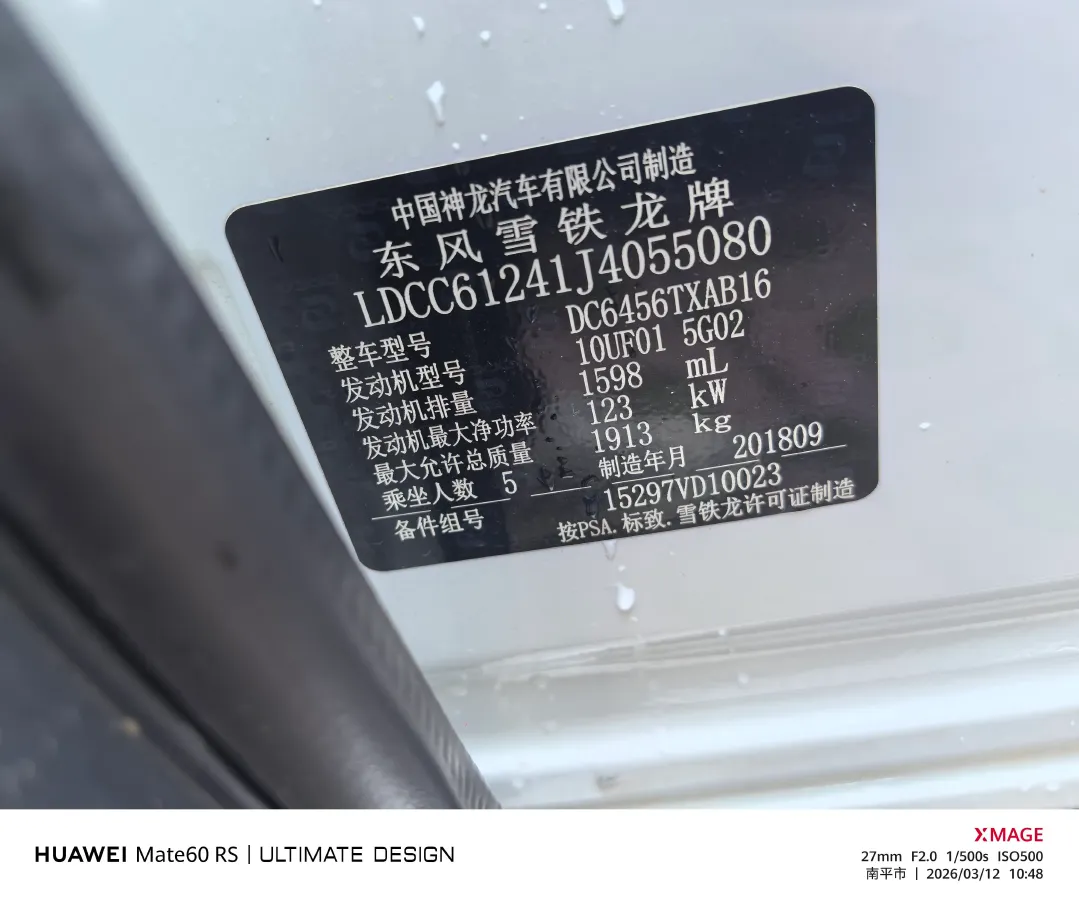 中国神龙汽车有限公司制造
东风雪铁龙牌
LDCC61241J4055080
整车型号 DC6456TXAB16
发动机型号 10UF01 5G02
发动机排量 1598 mL
发动机最大净功率 123 kW
最大允许总质量 1913 kg
乘坐人数 5 制造年月 201809
备件组号 15297VD10023
按PSA.标致.雪铁龙许可证制造
HUAWEI Mate60 RS | ULTIMATE DESIGN
XMAGE
27mm F2.0 1/500s ISO500
南平市 | 2026/03/12 10:48